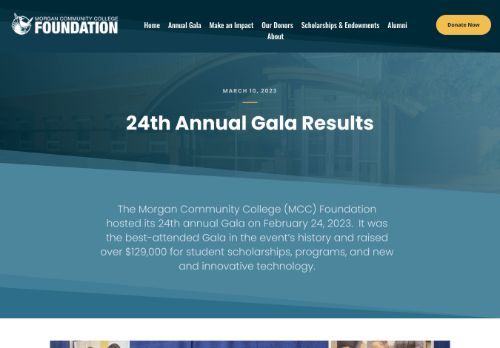 MORGAN COMMUNITY COLLEGE
FOUNDATION
Home Annual Gala Make an Impact Our Donors Scholarships & Endowments Alumni
About
Donate Now
MARCH 10, 2023
24th Annual Gala Results
The Morgan Community College (MCC) Foundation
hosted its 24th annual Gala on February 24, 2023. It was
the best-attended Gala in the event's history and raised
over $129,000 for student scholarships, programs, and new
and innovative technology.